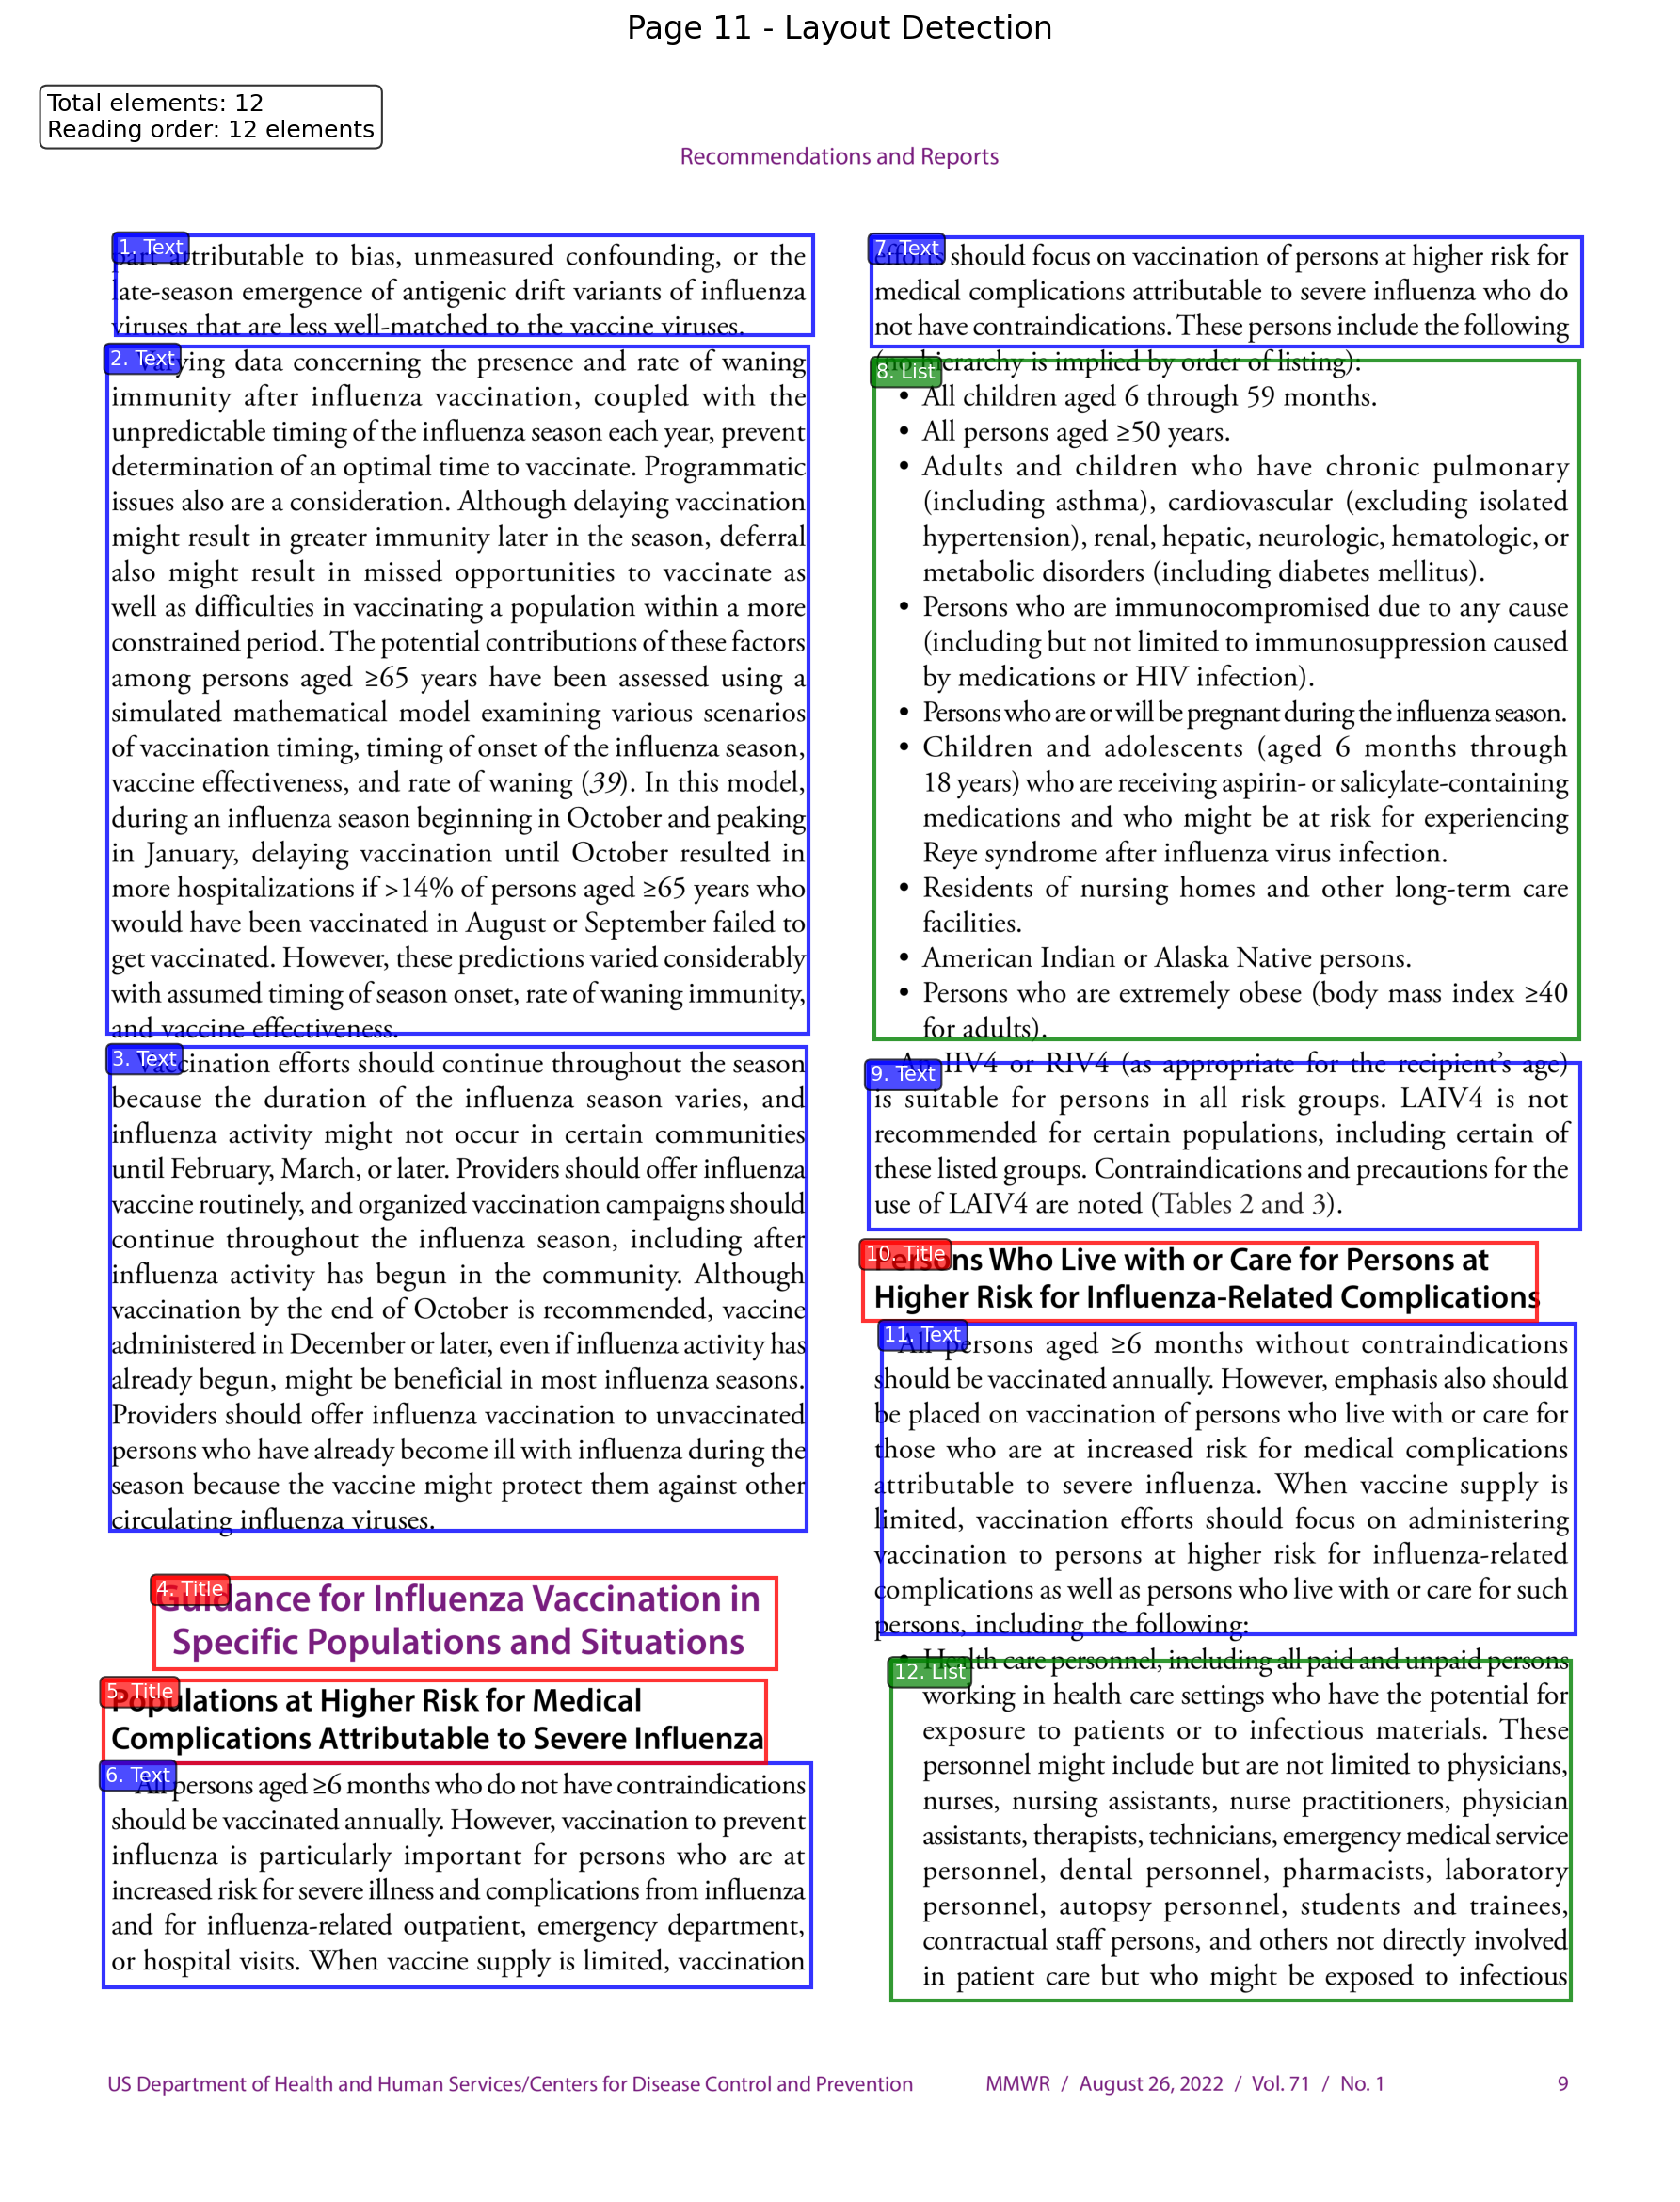 Page 11 - Layout Detection
Total elements: 12
Reading order: 12 elements
Recommendations and Reports
1. Text
part attributable to bias, unmeasured confounding, or the
late-season emergence of antigenic drift variants of influenza
viruses that are less well-matched to the vaccine viruses.
2. Text
Varying data concerning the presence and rate of waning
immunity after influenza vaccination, coupled with the
unpredictable timing of the influenza season each year, prevent
determination of an optimal time to vaccinate. Programmatic
issues also are a consideration. Although delaying vaccination
might result in greater immunity later in the season, deferral
also might result in missed opportunities to vaccinate as
well as difficulties in vaccinating a population within a more
constrained period. The potential contributions of these factors
among persons aged ≥65 years have been assessed using a
simulated mathematical model examining various scenarios
of vaccination timing, timing of onset of the influenza season,
vaccine effectiveness, and rate of waning (39). In this model,
during an influenza season beginning in October and peaking
in January, delaying vaccination until October resulted in
more hospitalizations if >14% of persons aged ≥65 years who
would have been vaccinated in August or September failed to
get vaccinated. However, these predictions varied considerably
with assumed timing of season onset, rate of waning immunity,
and vaccine effectiveness.
3. Text
Vaccination efforts should continue throughout the season
because the duration of the influenza season varies, and
influenza activity might not occur in certain communities
until February, March, or later. Providers should offer influenza
vaccine routinely, and organized vaccination campaigns should
continue throughout the influenza season, including after
influenza activity has begun in the community. Although
vaccination by the end of October is recommended, vaccine
administered in December or later, even if influenza activity has
already begun, might be beneficial in most influenza seasons.
Providers should offer influenza vaccination to unvaccinated
persons who have already become ill with influenza during the
season because the vaccine might protect them against other
circulating influenza viruses.
4. Title
Guidance for Influenza Vaccination in
Specific Populations and Situations
5. Title
Populations at Higher Risk for Medical
Complications Attributable to Severe Influenza
6. Text
All persons aged ≥6 months who do not have contraindications
should be vaccinated annually. However, vaccination to prevent
influenza is particularly important for persons who are at
increased risk for severe illness and complications from influenza
and for influenza-related outpatient, emergency department,
or hospital visits. When vaccine supply is limited, vaccination
7. Text
efforts should focus on vaccination of persons at higher risk for
medical complications attributable to severe influenza who do
not have contraindications. These persons include the following
(no hierarchy is implied by order of listing):
8. List
• All children aged 6 through 59 months.
• All persons aged ≥50 years.
• Adults and children who have chronic pulmonary
(including asthma), cardiovascular (excluding isolated
hypertension), renal, hepatic, neurologic, hematologic, or
metabolic disorders (including diabetes mellitus).
• Persons who are immunocompromised due to any cause
(including but not limited to immunosuppression caused
by medications or HIV infection).
• Persons who are or will be pregnant during the influenza season.
• Children and adolescents (aged 6 months through
18 years) who are receiving aspirin- or salicylate-containing
medications and who might be at risk for experiencing
Reye syndrome after influenza virus infection.
• Residents of nursing homes and other long-term care
facilities.
• American Indian or Alaska Native persons.
• Persons who are extremely obese (body mass index ≥40
for adults).
9. Text
An IIV4 or RIV4 (as appropriate for the recipient’s age)
is suitable for persons in all risk groups. LAIV4 is not
recommended for certain populations, including certain of
these listed groups. Contraindications and precautions for the
use of LAIV4 are noted (Tables 2 and 3).
10. Title
Persons Who Live with or Care for Persons at
Higher Risk for Influenza-Related Complications
11. Text
All persons aged ≥6 months without contraindications
should be vaccinated annually. However, emphasis also should
be placed on vaccination of persons who live with or care for
those who are at increased risk for medical complications
attributable to severe influenza. When vaccine supply is
limited, vaccination efforts should focus on administering
vaccination to persons at higher risk for influenza-related
complications as well as persons who live with or care for such
persons, including the following:
12. List
• Health care personnel, including all paid and unpaid persons
working in health care settings who have the potential for
exposure to patients or to infectious materials. These
personnel might include but are not limited to physicians,
nurses, nursing assistants, nurse practitioners, physician
assistants, therapists, technicians, emergency medical service
personnel, dental personnel, pharmacists, laboratory
personnel, autopsy personnel, students and trainees,
contractual staff persons, and others not directly involved
in patient care but who might be exposed to infectious
US Department of Health and Human Services/Centers for Disease Control and Prevention MMWR / August 26, 2022 / Vol. 71 / No. 1 9